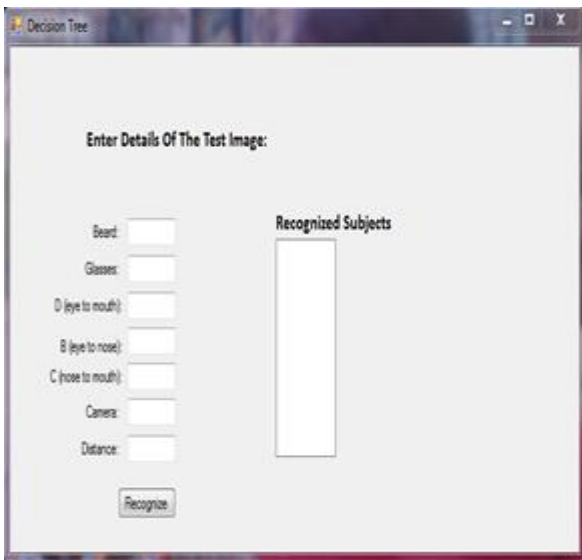 Decision Tree
Enter Details Of The Test Image:
Recognized Subjects
Beard:
Glasses:
D (eye to mouth):
B (eye to nose):
C (nose to mouth):
Camera:
Distance:
Recognize